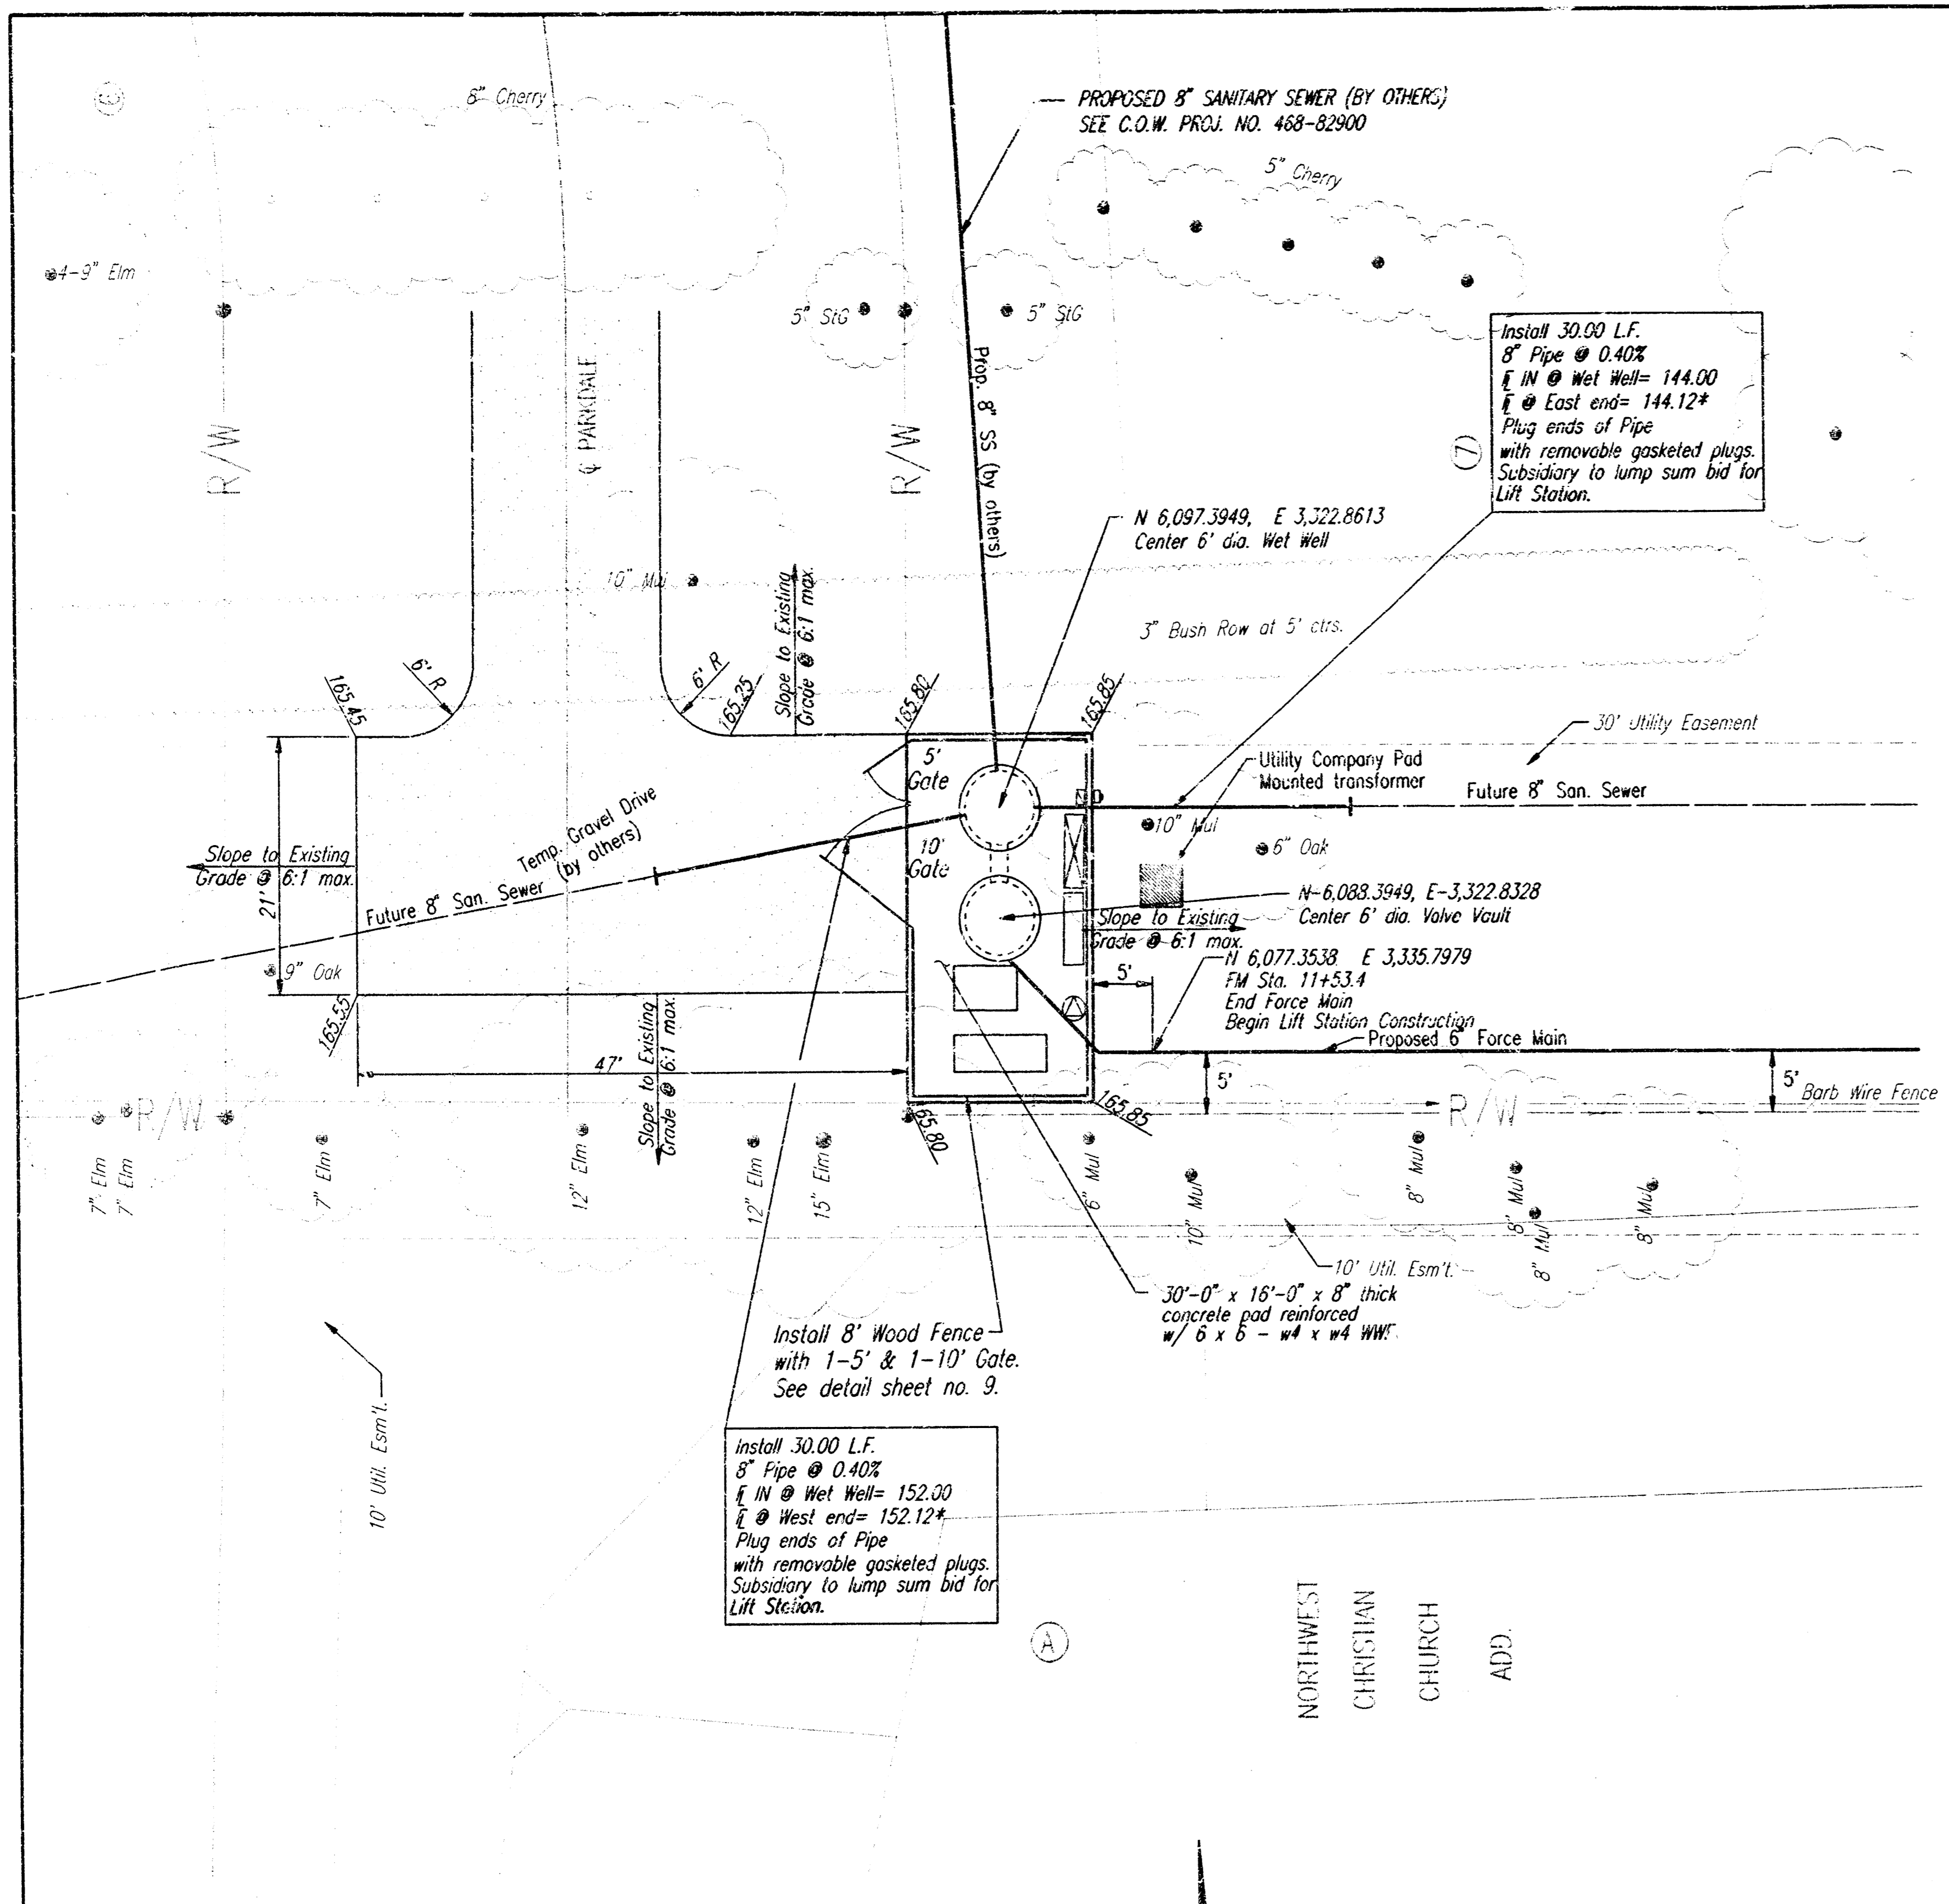 8" Cherry
PROPOSED 8" SANITARY SEWER (BY OTHERS)
SEE C.O.W. PROJ. NO. 468-82900
5" Cherry
4-9" Elm
5" StG
5" StG
R/W
℄ PARKDALE
R/W
Prop. 8" SS (by others)
Install 30.00 L.F.
8" Pipe @ 0.40%
IN @ Wet Well= 144.00
@ East end= 144.12*
Plug ends of Pipe
with removable gasketed plugs.
Subsidiary to lump sum bid for
Lift Station.
7
N 6,097.3949, E 3,322.8613
Center 6' dia. Wet Well
10" Mul
Slope to Existing
Grade @ 6:1 max.
3" Bush Row at 5' ctrs.
6' R
6' R
165.45
165.25
165.80
165.85
30' Utility Easement
5'
Gate
Utility Company Pad
Mounted transformer
Future 8" San. Sewer
Temp. Gravel Drive
(by others)
10" Mul
6" Oak
10'
Gate
Slope to Existing
Grade @ 6:1 max.
21'
Future 8" San. Sewer
N-6,088.3949, E-3,322.8328
Center 6' dia. Valve Vault
Slope to Existing
Grade @ 6:1 max.
9" Oak
N 6,077.3538 E 3,335.7979
FM Sta. 11+53.4
End Force Main
Begin Lift Station Construction
5'
Proposed 6" Force Main
165.55
47'
Slope to Existing
Grade @ 6:1 max.
5'
5'
Barb Wire Fence
R/W
R/W
65.80
165.85
7" Elm
7" Elm
7" Elm
12" Elm
12" Elm
15" Elm
6" Mul
10" Mul
8" Mul
8" Mul
8" Mul
8" Mul
10' Util. Esm't.
30'-0" x 16'-0" x 8" thick
concrete pad reinforced
w/ 6 x 6 - w4 x w4 WWF.
Install 8' Wood Fence
with 1-5' & 1-10' Gate.
See detail sheet no. 9.
10' Util. Esm't.
Install 30.00 L.F.
8" Pipe @ 0.40%
IN @ Wet Well= 152.00
@ West end= 152.12*
Plug ends of Pipe
with removable gasketed plugs.
Subsidiary to lump sum bid for
Lift Station.
A
NORTHWEST
CHRISTIAN
CHURCH
ADD.